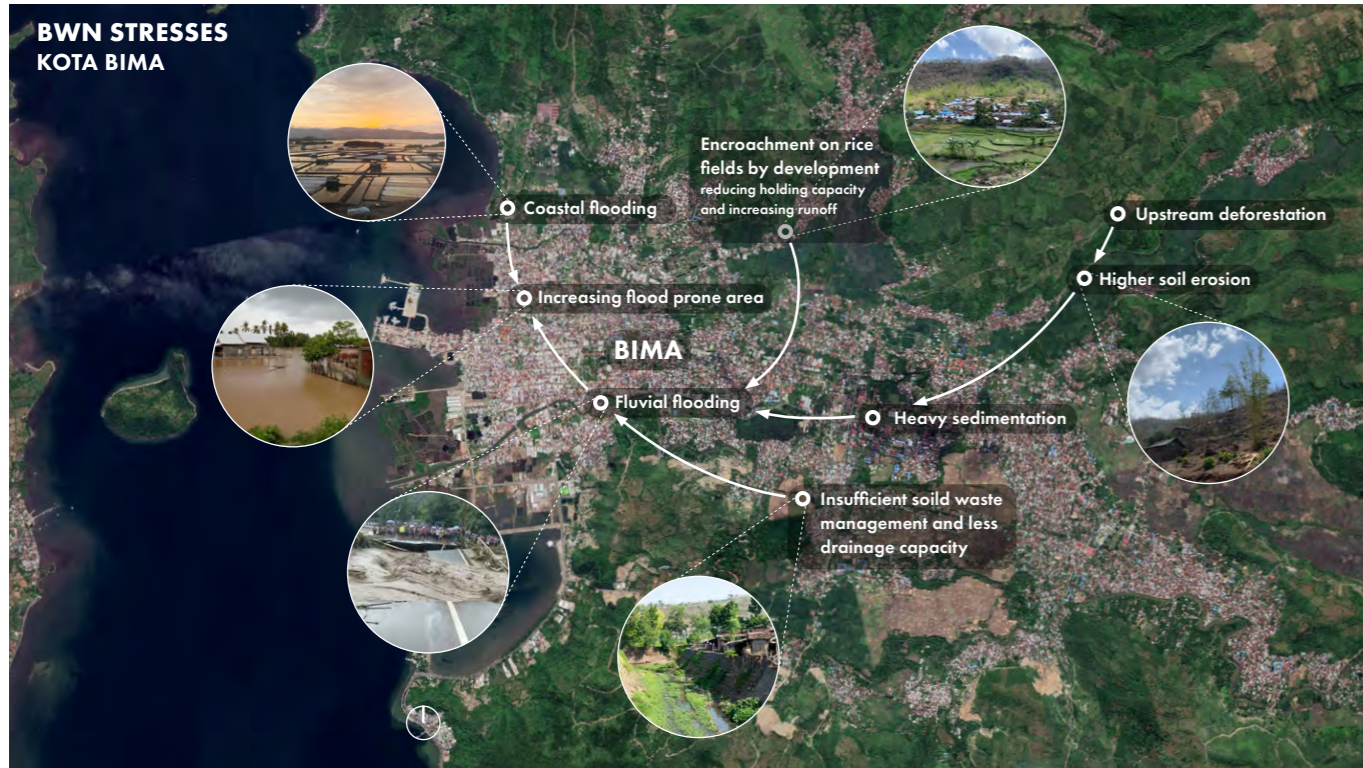 BWN STRESSES
KOTA BIMA
Encroachment on rice
fields by development
reducing holding capacity
and increasing runoff
Coastal flooding
Upstream deforestation
Higher soil erosion
Increasing flood prone area
BIMA
Fluvial flooding
Heavy sedimentation
Insufficient soild waste
management and less
drainage capacity